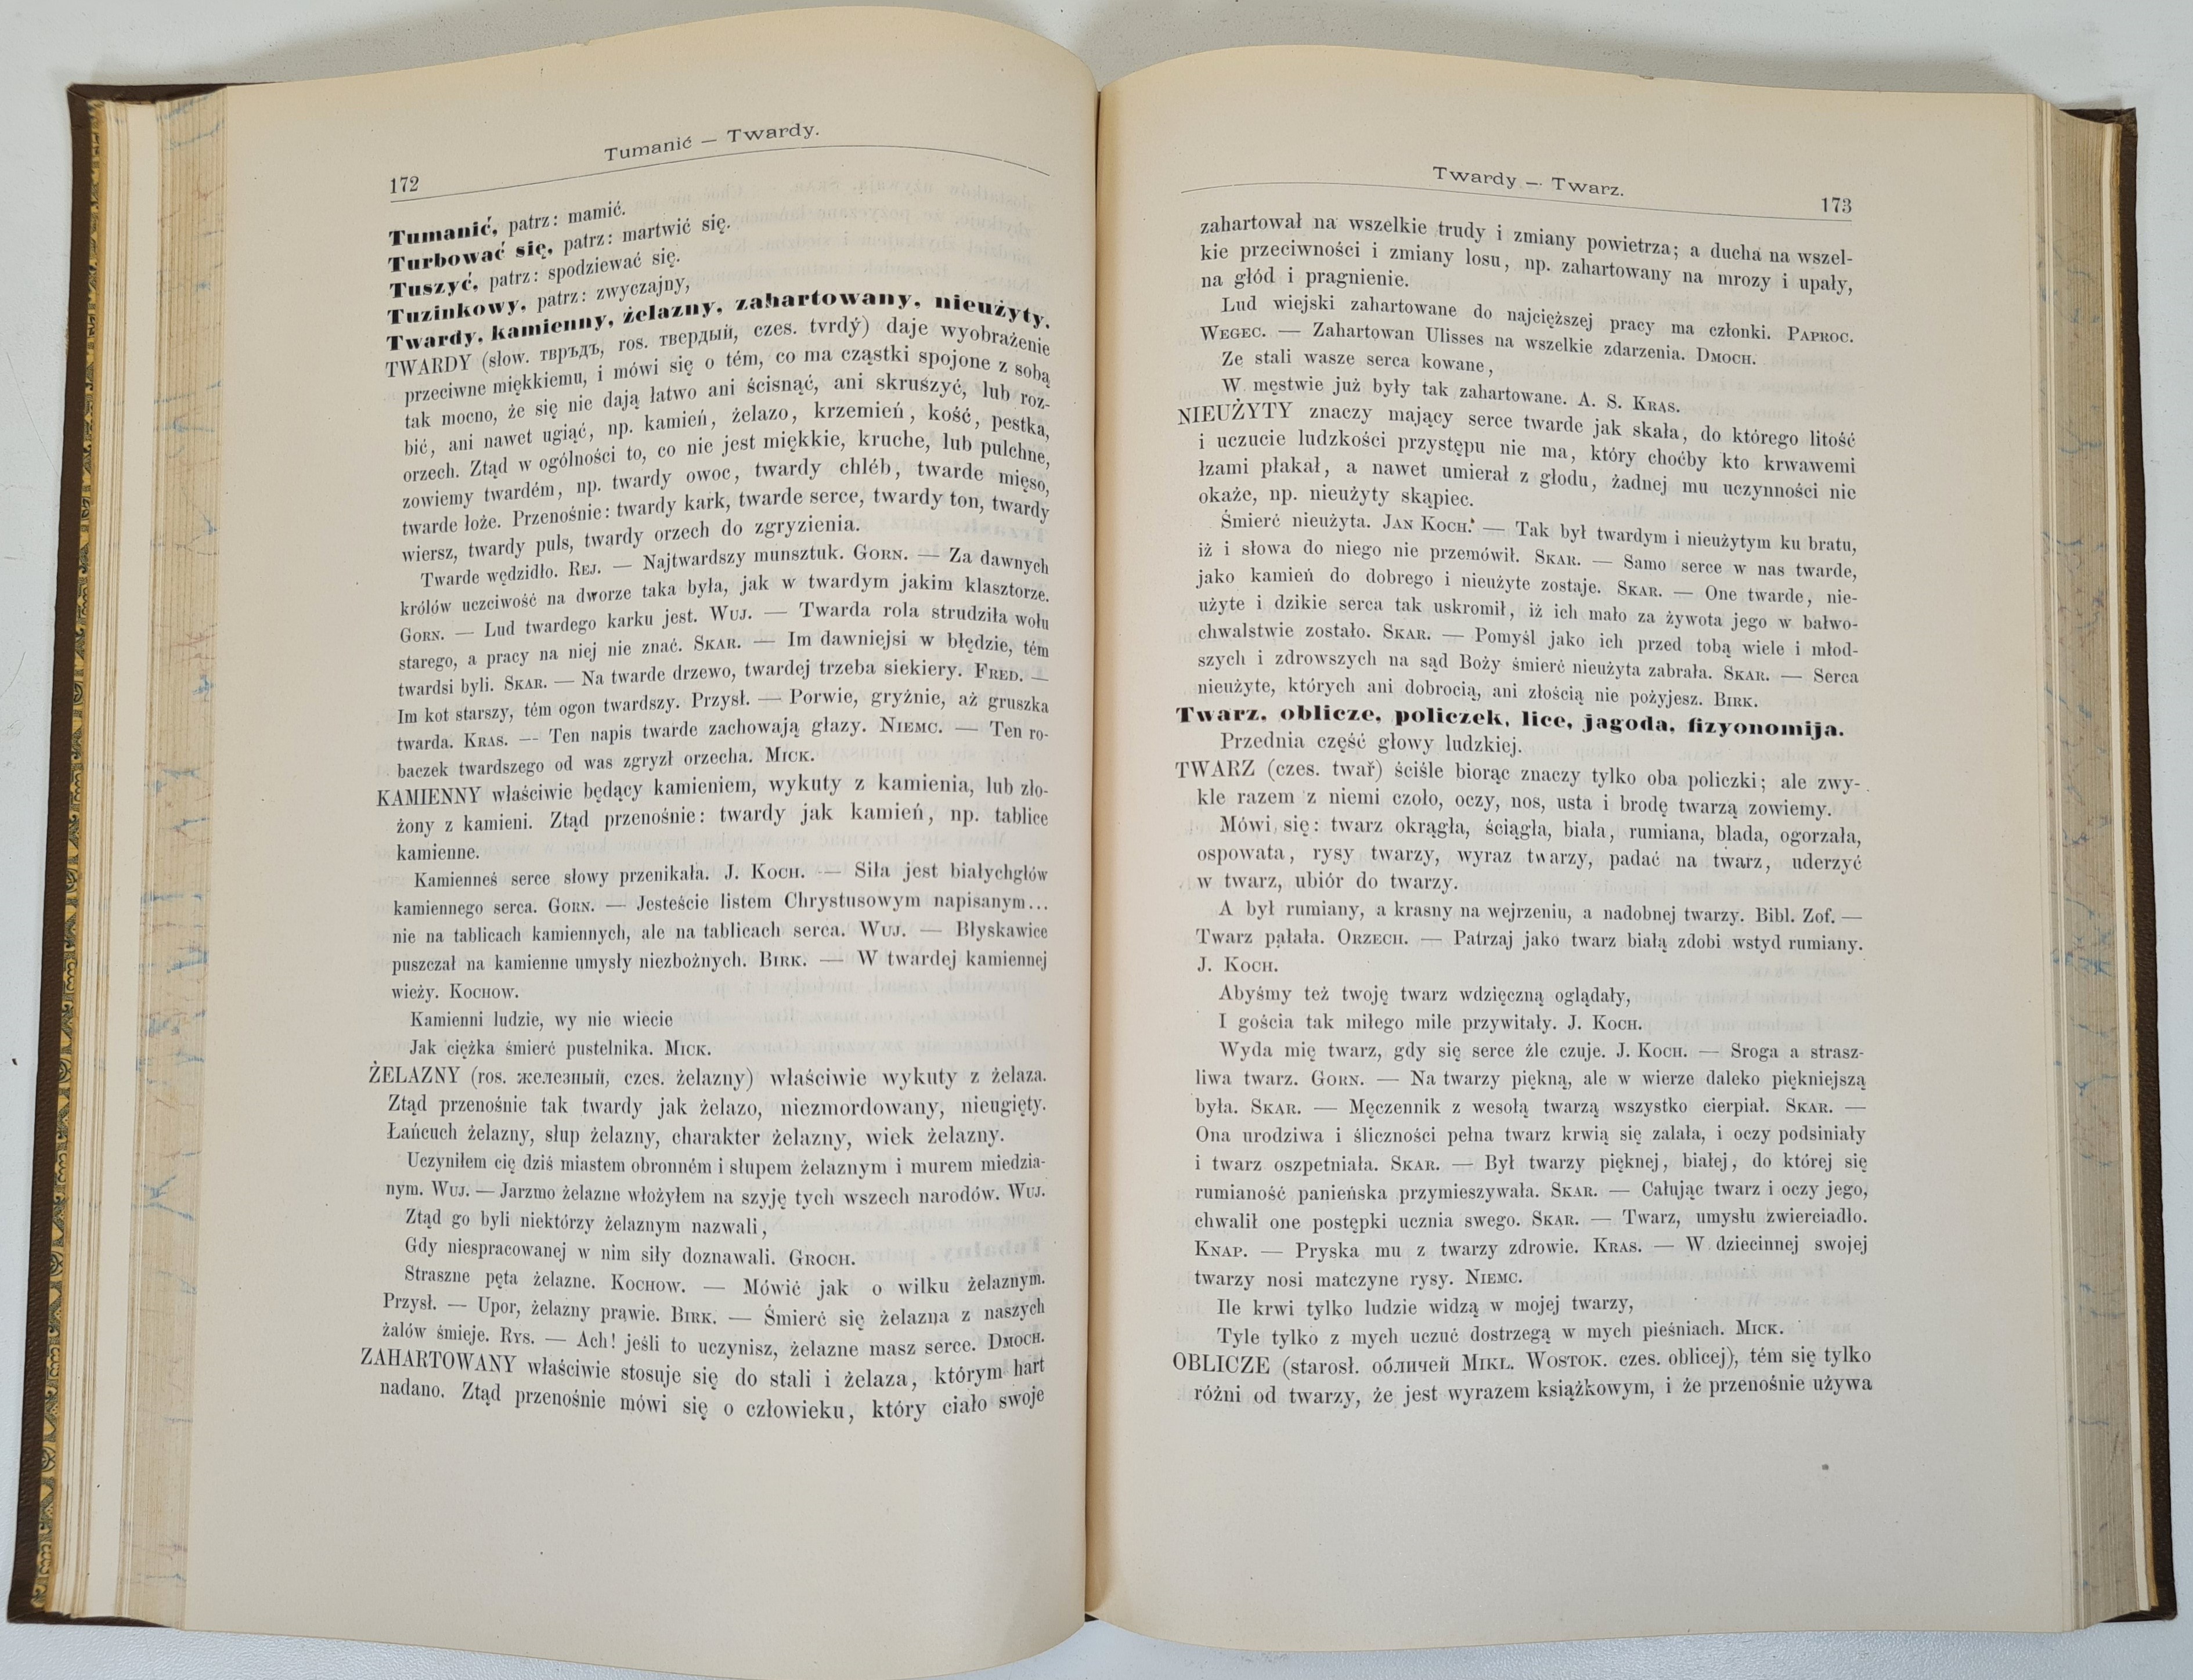 Tumanić — Twardy.
172
Tumanić, patrz: mamić.
Turbować się, patrz: martwić się.
Tuszyć, patrz: spodziewać się.
Tuzinkowy, patrz: zwyczajny,
Twardy, kamienny, żelazny, zahartowany, nieużyty.
TWARDY (słow. твръдъ, ros. твердый, czes. tvrdý) daje wyobrażenie
przeciwne miękkiemu, i mówi się o tém, co ma cząstki spojone z sobą
tak mocno, że się nie dają łatwo ani ścisnąć, ani skruszyć, lub roz-
bić, ani nawet ugiąć, np. kamień, żelazo, krzemień, kość, pestka,
orzech. Ztąd w ogólności to, co nie jest miękkie, kruche, lub pulchne,
zowiemy twardém, np. twardy owoc, twardy chléb, twarde mięso,
twarde łoże. Przenośnie: twardy kark, twarde serce, twardy ton, twardy
wiersz, twardy puls, twardy orzech do zgryzienia.
Twarde wędzidło. Rej. — Najtwardszy munsztuk. Gorn. — Za dawnych
królów uczciwość na dworze taka była, jak w twardym jakim klasztorze.
Gorn. — Lud twardego karku jest. Wuj. — Twarda rola strudziła wołu
starego, a pracy na niej nie znać. Skar. — Im dawniejsi w błędzie, tém
twardsi byli. Skar. — Na twarde drzewo, twardej trzeba siekiery. Fred. —
Im kot starszy, tém ogon twardszy. Przysł. — Porwie, gryźnie, aż gruszka
twarda. Kras. — Ten napis twarde zachowają głazy. Niemc. — Ten ro-
baczek twardszego od was zgryzł orzecha. Mick.
KAMIENNY właściwie będący kamieniem, wykuty z kamienia, lub zło-
żony z kamieni. Ztąd przenośnie: twardy jak kamień, np. tablice
kamienne.
Kamienneś serce słowy przenikała. J. Koch. — Siła jest białychgłów
kamiennego serca. Gorn. — Jesteście listem Chrystusowym napisanym...
nie na tablicach kamiennych, ale na tablicach serca. Wuj. — Błyskawice
puszczał na kamienne umysły niezbożnych. Birk. — W twardej kamiennej
wieży. Kochow.
Kamienni ludzie, wy nie wiecie
Jak ciężka śmierć pustelnika. Mick.
ŻELAZNY (ros. железный, czes. żelazny) właściwie wykuty z żelaza.
Ztąd przenośnie tak twardy jak żelazo, niezmordowany, nieugięty.
Łańcuch żelazny, słup żelazny, charakter żelazny, wiek żelazny.
Uczyniłem cię dziś miastem obronném i słupem żelaznym i murem miedzia-
nym. Wuj. — Jarzmo żelazne włożyłem na szyję tych wszech narodów. Wuj.
Ztąd go byli niektórzy żelaznym nazwali,
Gdy niespracowanej w nim siły doznawali. Groch.
Straszne pęta żelazne. Kochow. — Mówić jak o wilku żelaznym.
Przysł. — Upor, żelazny prawie. Birk. — Śmierć się żelazna z naszych
żalów śmieje. Rys. — Ach! jeśli to uczynisz, żelazne masz serce. Dmoch.
ZAHARTOWANY właściwie stosuje się do stali i żelaza, którym hart
nadano. Ztąd przenośnie mówi się o człowieku, który ciało swoje
Twardy — Twarz.
173
zahartował na wszelkie trudy i zmiany powietrza; a ducha na wszel-
kie przeciwności i zmiany losu, np. zahartowany na mrozy i upały,
na głód i pragnienie.
Lud wiejski zahartowane do najcięższej pracy ma członki. Paproc.
Wegec. — Zahartowan Ulisses na wszelkie zdarzenia. Dmoch.
Ze stali wasze serca kowane,
W męstwie już były tak zahartowane. A. S. Kras.
NIEUŻYTY znaczy mający serce twarde jak skała, do którego litość
i uczucie ludzkości przystępu nie ma, który choćby kto krwawemi
łzami płakał, a nawet umierał z głodu, żadnej mu uczynności nie
okaże, np. nieużyty skąpiec.
Śmierć nieużyta. Jan Koch. — Tak był twardym i nieużytym ku bratu,
iż i słowa do niego nie przemówił. Skar. — Samo serce w nas twarde,
jako kamień do dobrego i nieużyte zostaje. Skar. — One twarde, nie-
użyte i dzikie serca tak uskromił, iż ich mało za żywota jego w bałwo-
chwalstwie zostało. Skar. — Pomyśl jako ich przed tobą wiele i młod-
szych i zdrowszych na sąd Boży śmierć nieużyta zabrała. Skar. — Serca
nieużyte, których ani dobrocią, ani złością nie pożyjesz. Birk.
Twarz, oblicze, policzek, lice, jagoda, fizyonomija.
Przednia część głowy ludzkiej.
TWARZ (czes. twař) ściśle biorąc znaczy tylko oba policzki; ale zwy-
kle razem z niemi czoło, oczy, nos, usta i brodę twarzą zowiemy.
Mówi się: twarz okrągła, ściągła, biała, rumiana, blada, ogorzała,
ospowata, rysy twarzy, wyraz twarzy, padać na twarz, uderzyć
w twarz, ubiór do twarzy.
A był rumiany, a krasny na wejrzeniu, a nadobnej twarzy. Bibl. Zof. —
Twarz pałała. Orzech. — Patrzaj jako twarz białą zdobi wstyd rumiany.
J. Koch.
Abyśmy też twoję twarz wdzięczną oglądały,
I gościa tak miłego mile przywitały. J. Koch.
Wyda mię twarz, gdy się serce źle czuje. J. Koch. — Sroga a strasz-
liwa twarz. Gorn. — Na twarzy piękną, ale w wierze daleko piękniejszą
była. Skar. — Męczennik z wesołą twarzą wszystko cierpiał. Skar. —
Ona urodziwa i śliczności pełna twarz krwią się zalała, i oczy podsiniały
i twarz oszpetniała. Skar. — Był twarzy pięknej, białej, do której się
rumianość panieńska przymieszywała. Skar. — Całując twarz i oczy jego,
chwalił one postępki ucznia swego. Skar. — Twarz, umysłu zwierciadło.
Knap. — Pryska mu z twarzy zdrowie. Kras. — W dziecinnej swojej
twarzy nosi matczyne rysy. Niemc.
Ile krwi tylko ludzie widzą w mojej twarzy,
Tyle tylko z mych uczuć dostrzegą w mych pieśniach. Mick.
OBLICZE (starosł. обличей Mikl. Wostok. czes. oblicej), tém się tylko
różni od twarzy, że jest wyrazem książkowym, i że przenośnie używa